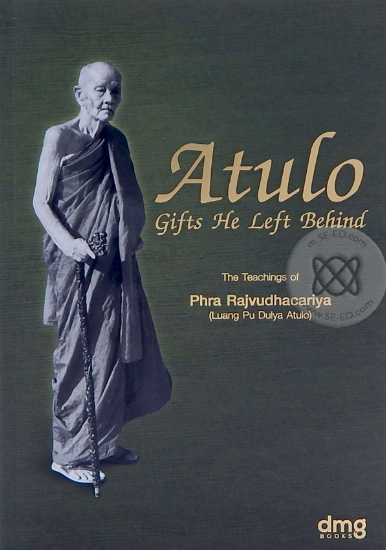 Atulo
Gifts He Left Behind
m.SE-ED.com
The Teachings of
Phra Rajvudhacariya
(Luang Pu Dulya Atulo)
www.SE-ED.com
dmg
BOOKS